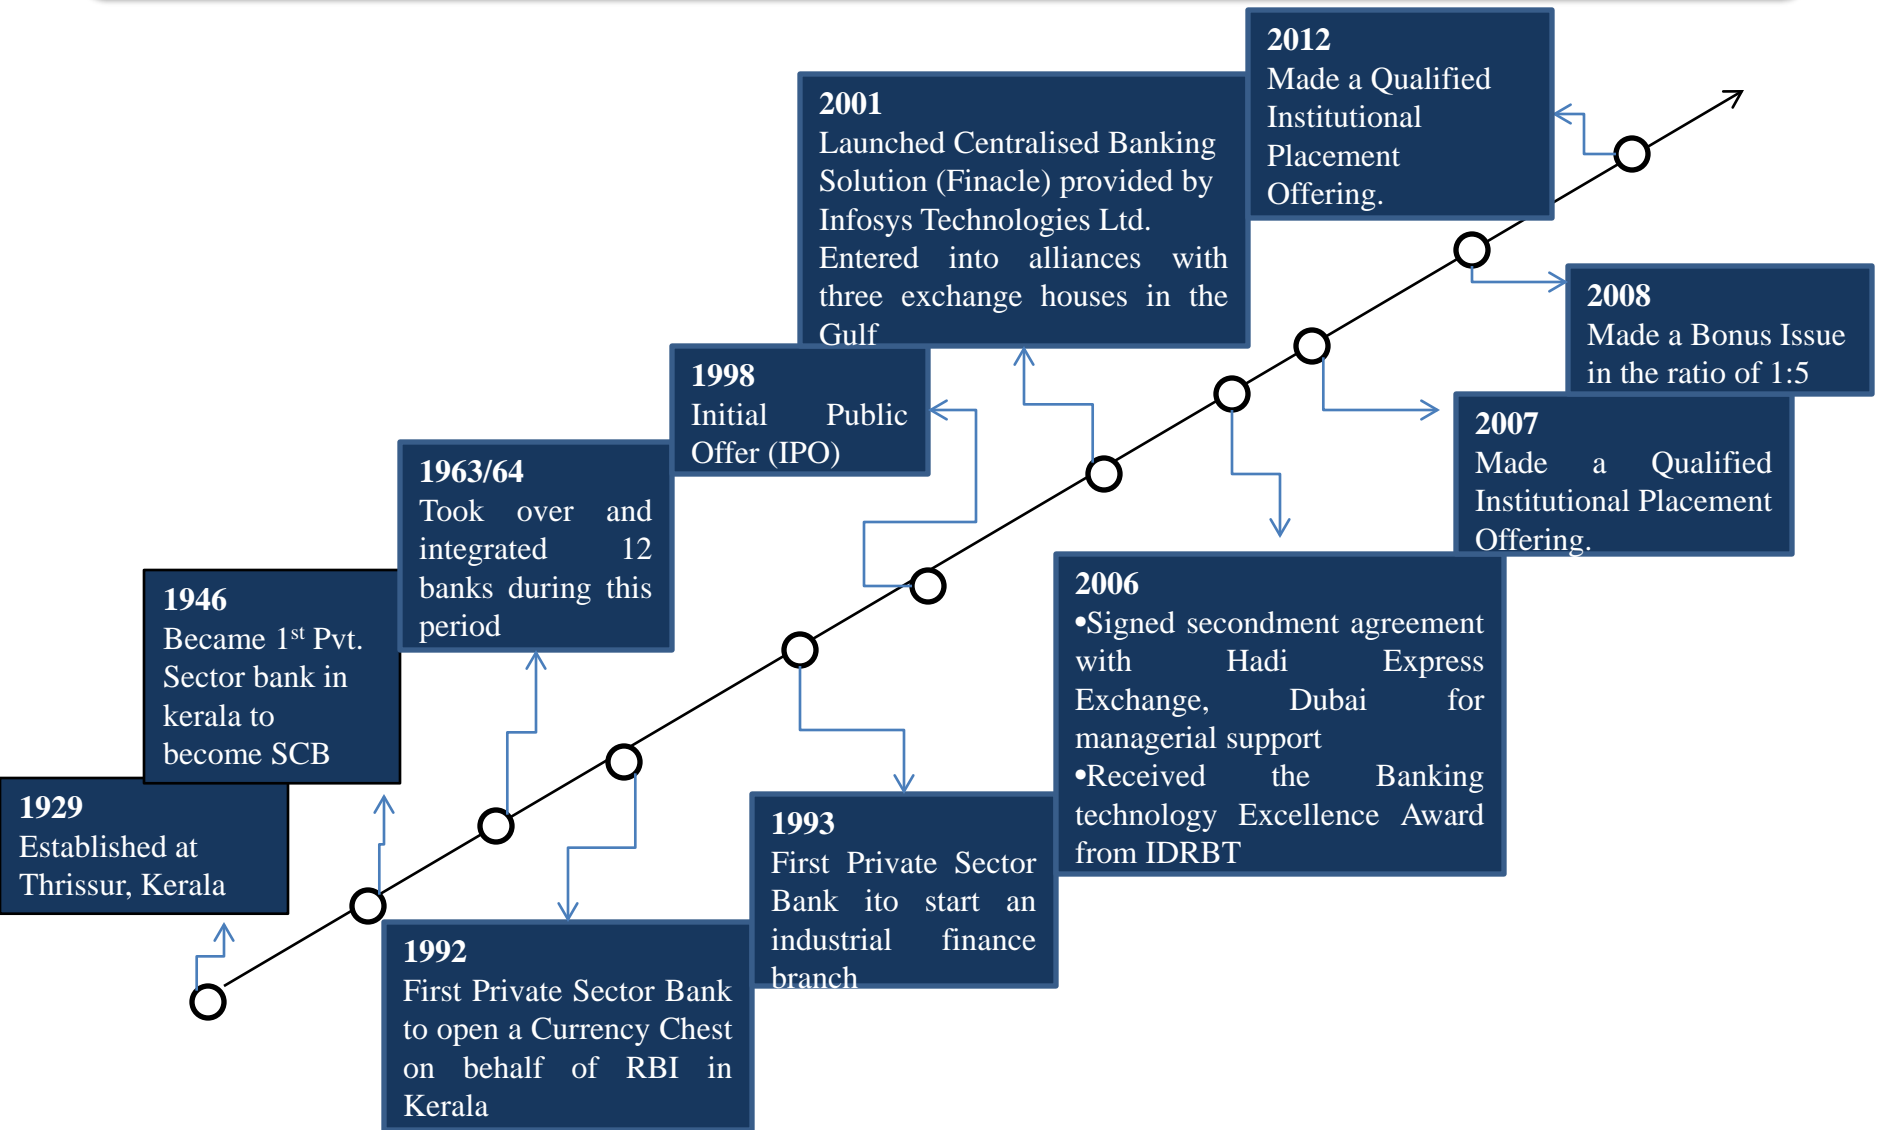 2012
Made a Qualified
Institutional
Placement
Offering.
2001
Launched Centralised Banking
Solution (Finacle) provided by
Infosys Technologies Ltd.
Entered into alliances with
three exchange houses in the
Gulf
2008
Made a Bonus Issue
in the ratio of 1:5
1998
Initial Public
Offer (IPO)
2007
Made a Qualified
Institutional Placement
Offering.
1963/64
Took over and
integrated 12
banks during this
period
1946
Became 1st Pvt.
Sector bank in
kerala to
become SCB
2006
•Signed secondment agreement
with Hadi Express
Exchange, Dubai for
managerial support
•Received the Banking
technology Excellence Award
from IDRBT
1929
Established at
Thrissur, Kerala
1993
First Private Sector
Bank ito start an
industrial finance
branch
1992
First Private Sector Bank
to open a Currency Chest
on behalf of RBI in
Kerala